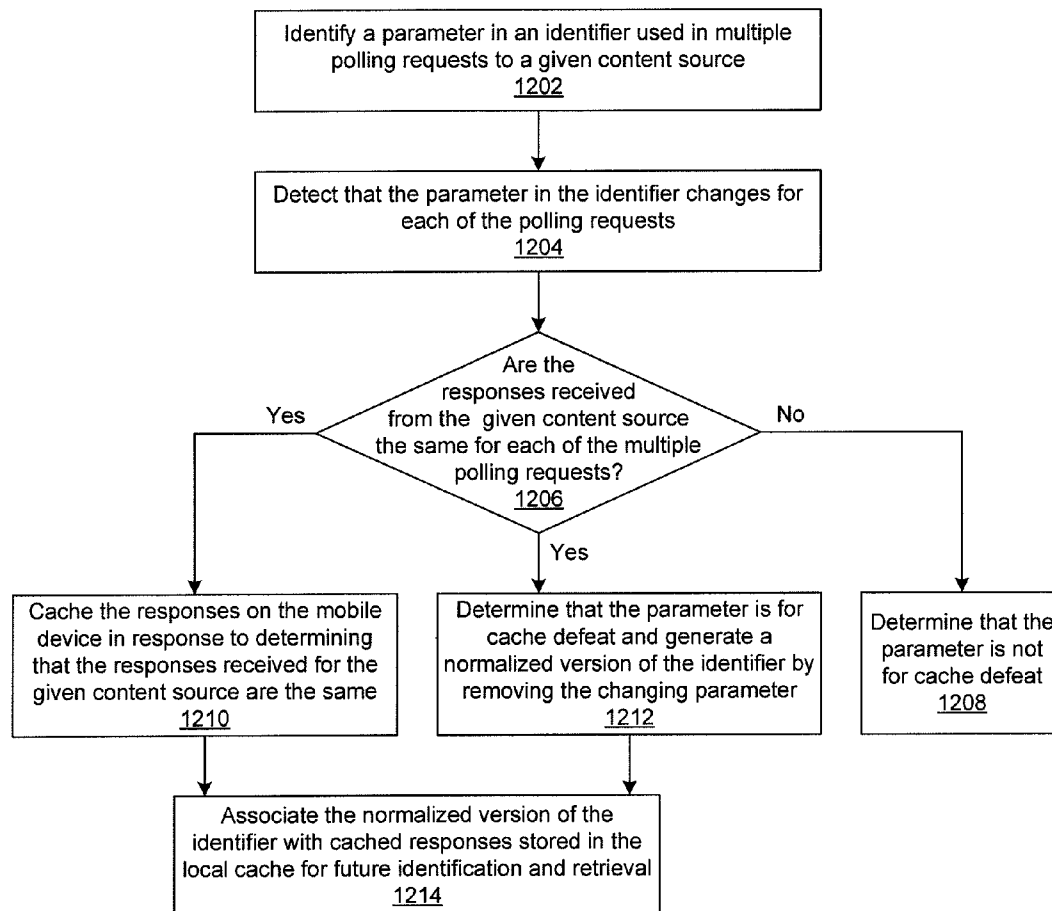 Identify a parameter in an identifier used in multiple
polling requests to a given content source
1202
Detect that the parameter in the identifier changes for
each of the polling requests
1204
Are the
responses received
from the given content source
the same for each of the multiple
polling requests?
1206
Yes
No
Yes
Cache the responses on the mobile
device in response to determining
that the responses received for the
given content source are the same
1210
Determine that the parameter is for
cache defeat and generate a
normalized version of the identifier by
removing the changing parameter
1212
Determine that the
parameter is not
for cache defeat
1208
Associate the normalized version of the
identifier with cached responses stored in the
local cache for future identification and retrieval
1214